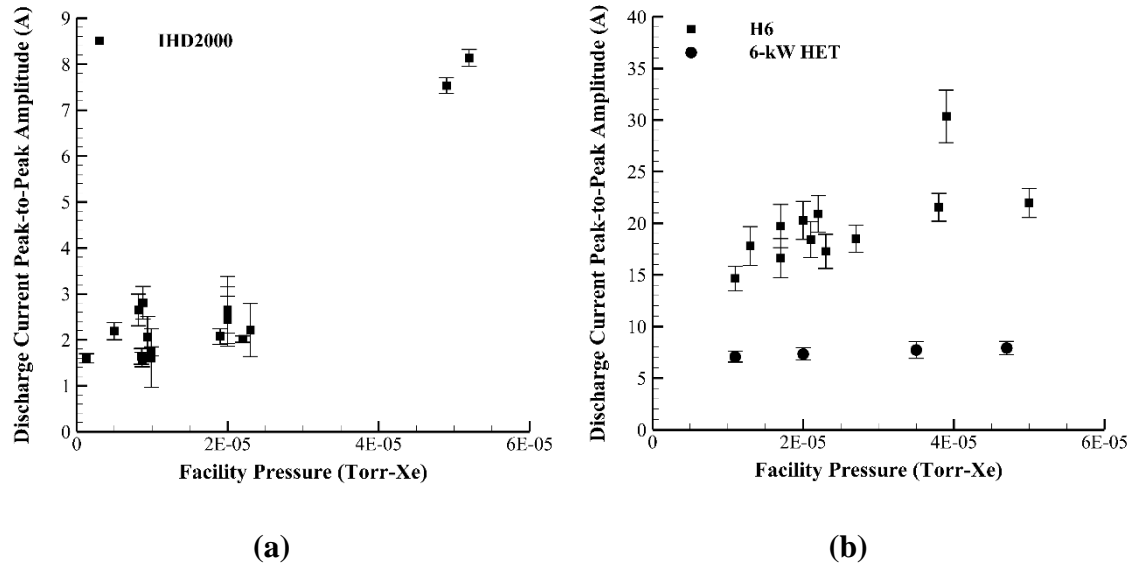 9
8
7
6
5
4
3
2
1
0
Discharge Current Peak-to-Peak Amplitude (A)
IHD2000
0
2E-05
4E-05
6E-05
Facility Pressure (Torr-Xe)
(a)
40
35
30
25
20
15
10
5
0
Discharge Current Peak-to-Peak Amplitude (A)
H6
6-kW HET
0
2E-05
4E-05
6E-05
Facility Pressure (Torr-Xe)
(b)